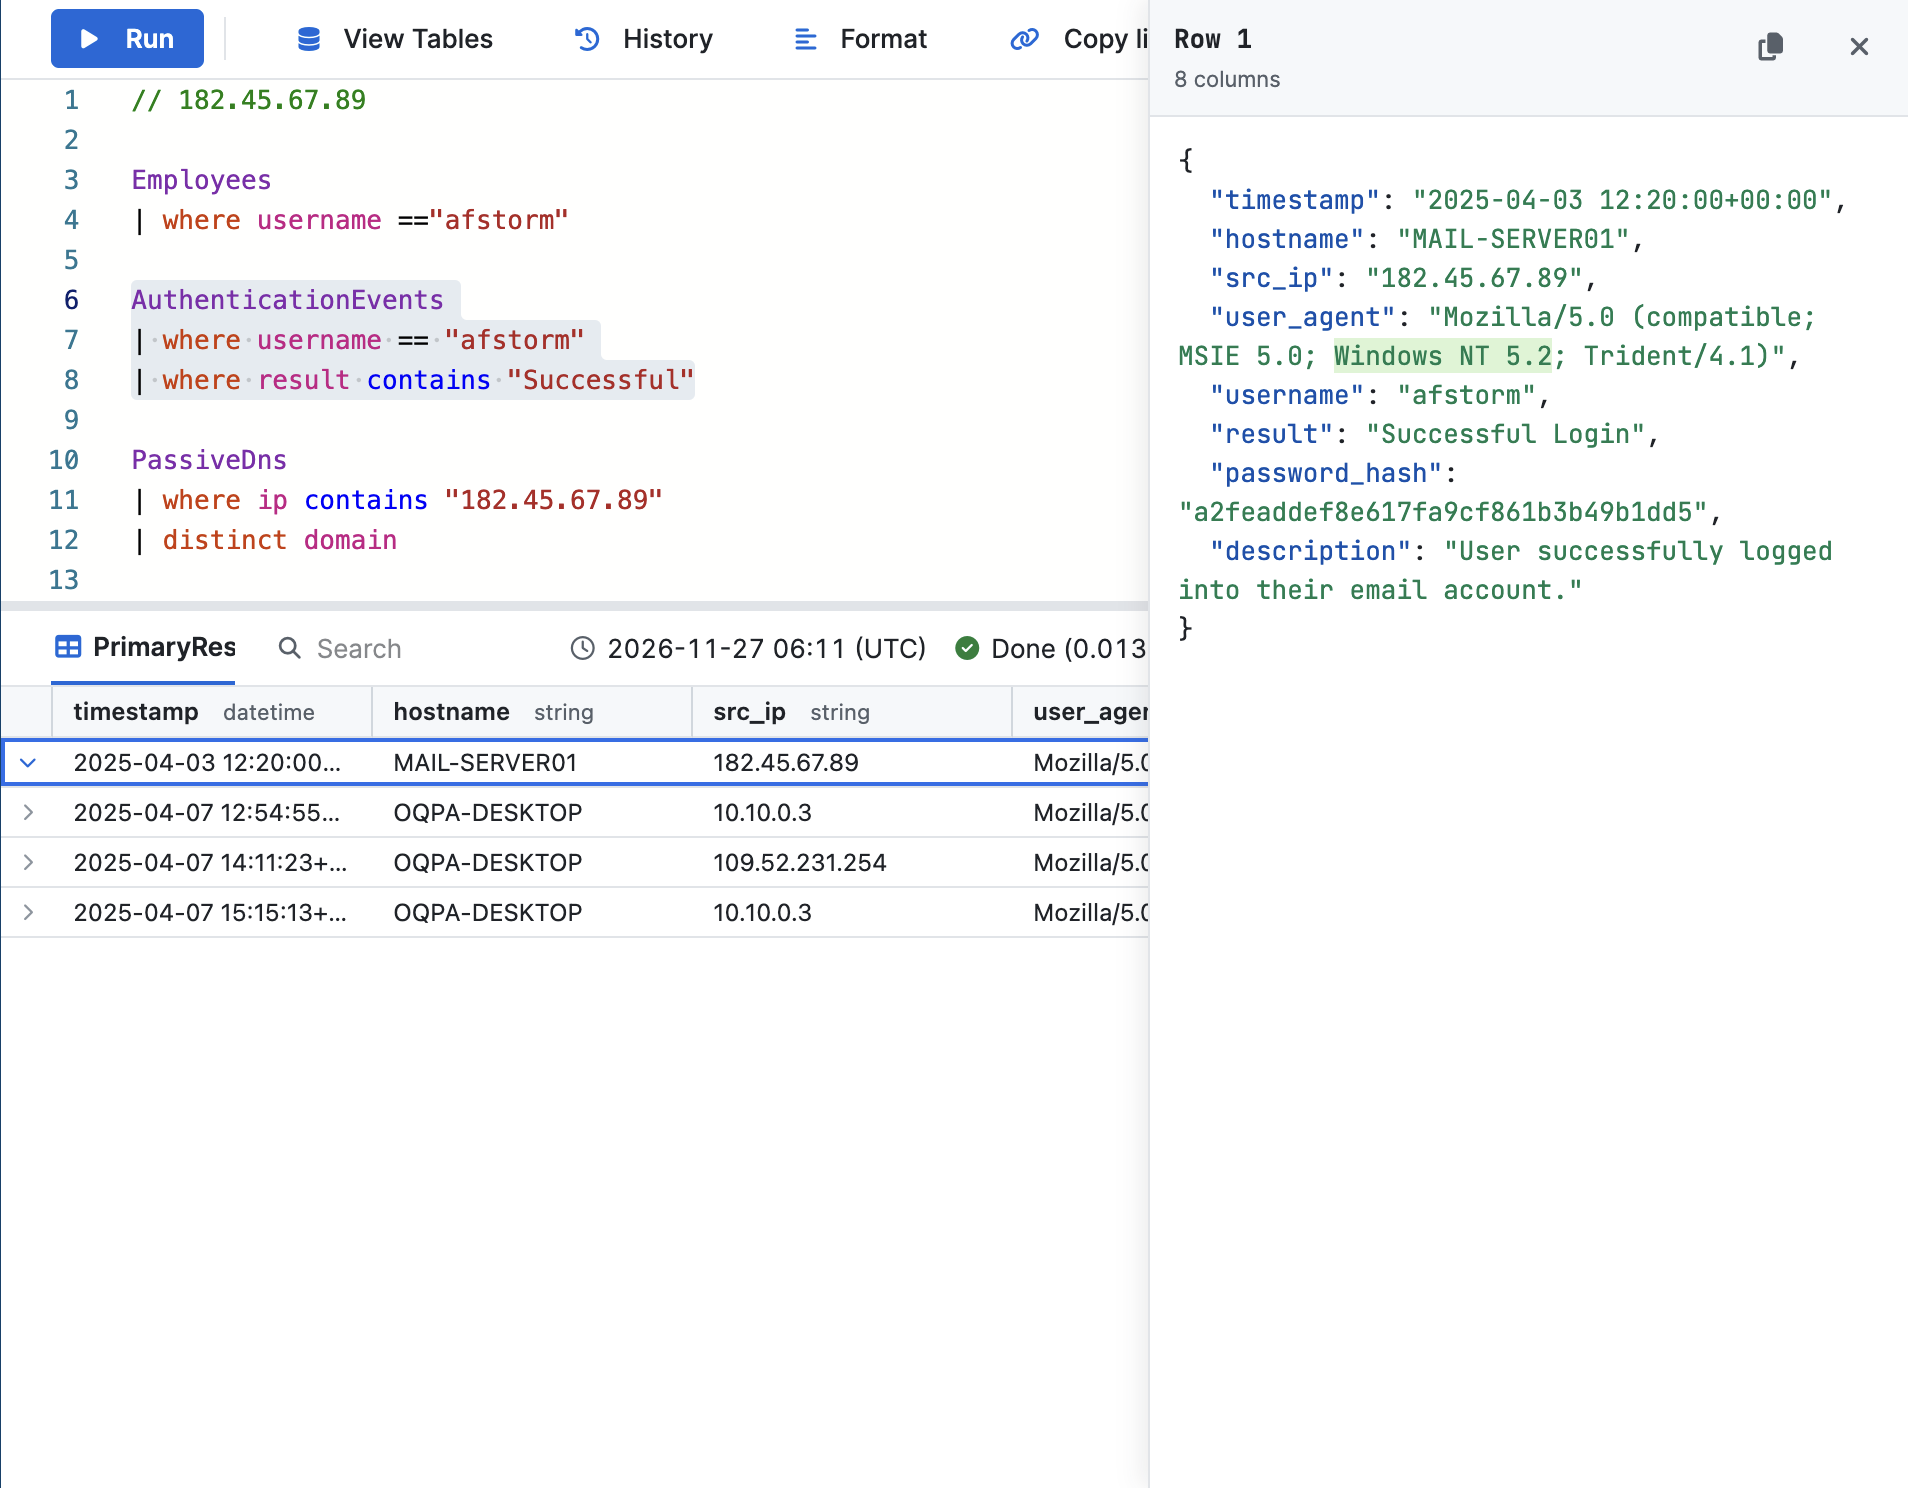 Run
View Tables
History
Format
Copy li
1 // 182.45.67.89
2
3 Employees
4 | where username =="afstorm"
5
6 AuthenticationEvents
7 | where username == "afstorm"
8 | where result contains "Successful"
9
10 PassiveDns
11 | where ip contains "182.45.67.89"
12 | distinct domain
13
PrimaryRes
Search
2026-11-27 06:11 (UTC)
Done (0.013
timestamp datetime hostname string src_ip string user_ager
2025-04-03 12:20:00... MAIL-SERVER01 182.45.67.89 Mozilla/5.0
2025-04-07 12:54:55... OQPA-DESKTOP 10.10.0.3 Mozilla/5.0
2025-04-07 14:11:23+... OQPA-DESKTOP 109.52.231.254 Mozilla/5.0
2025-04-07 15:15:13+... OQPA-DESKTOP 10.10.0.3 Mozilla/5.0
Row 1
8 columns
{
"timestamp": "2025-04-03 12:20:00+00:00",
"hostname": "MAIL-SERVER01",
"src_ip": "182.45.67.89",
"user_agent": "Mozilla/5.0 (compatible;
MSIE 5.0; Windows NT 5.2; Trident/4.1)",
"username": "afstorm",
"result": "Successful Login",
"password_hash":
"a2feaddef8e617fa9cf861b3b49b1dd5",
"description": "User successfully logged
into their email account."
}